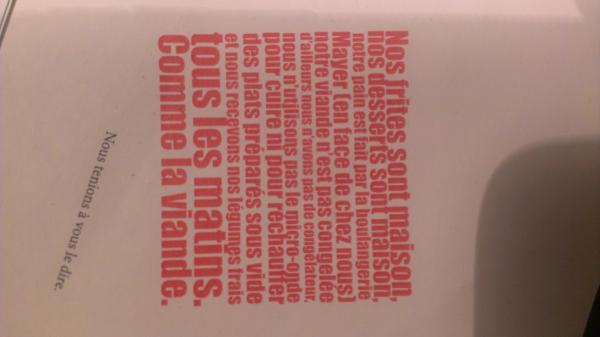 Nos frites sont maison,
nos desserts sont maison,
notre pain est fait par la boulangerie
Mayer (en face de chez nous)
notre viande n'est pas congelée
d'ailleurs nous n'avons pas de congélateur,
nous n'utilisons pas le micro-onde
pour cuire ni pour réchauffer
des plats préparés sous vide
et nous recevons nos légumes frais
tous les matins.
Comme la viande.
Nous tenions à vous le dire.